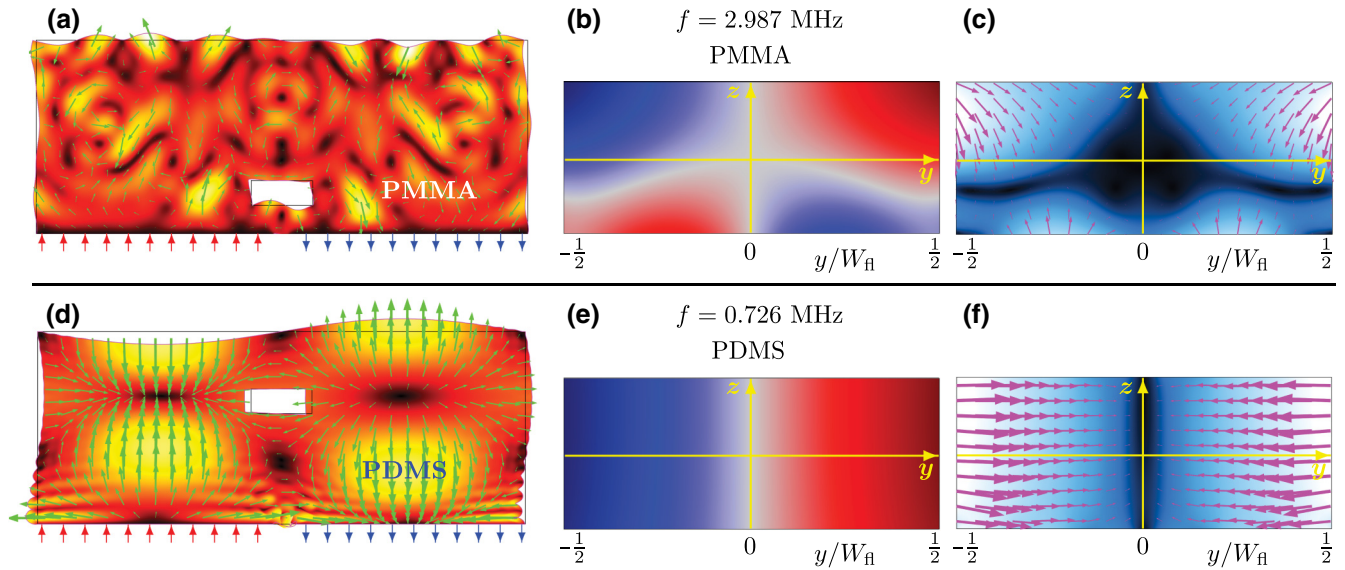 (a)
(b)
f = 2.987 MHz
(c)
PMMA
z
z
y
y
PMMA
−1/2
0
y/W_fl
1/2
−1/2
0
y/W_fl
1/2
(d)
(e)
f = 0.726 MHz
(f)
PDMS
z
z
y
y
PDMS
−1/2
0
y/W_fl
1/2
−1/2
0
y/W_fl
1/2